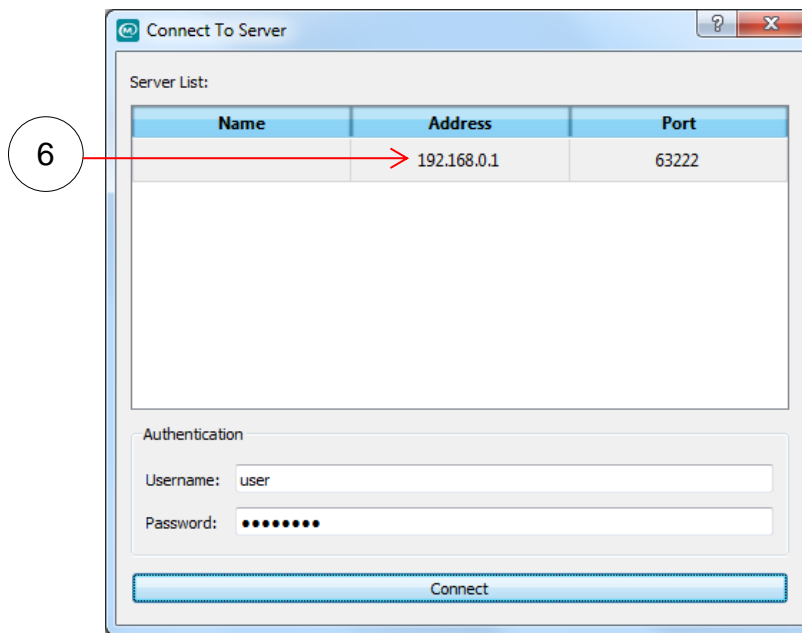 Connect To Server
?
X
Server List:
Name Address Port
6
192.168.0.1 63222
Authentication
Username: user
Password: ●●●●●●●●
Connect